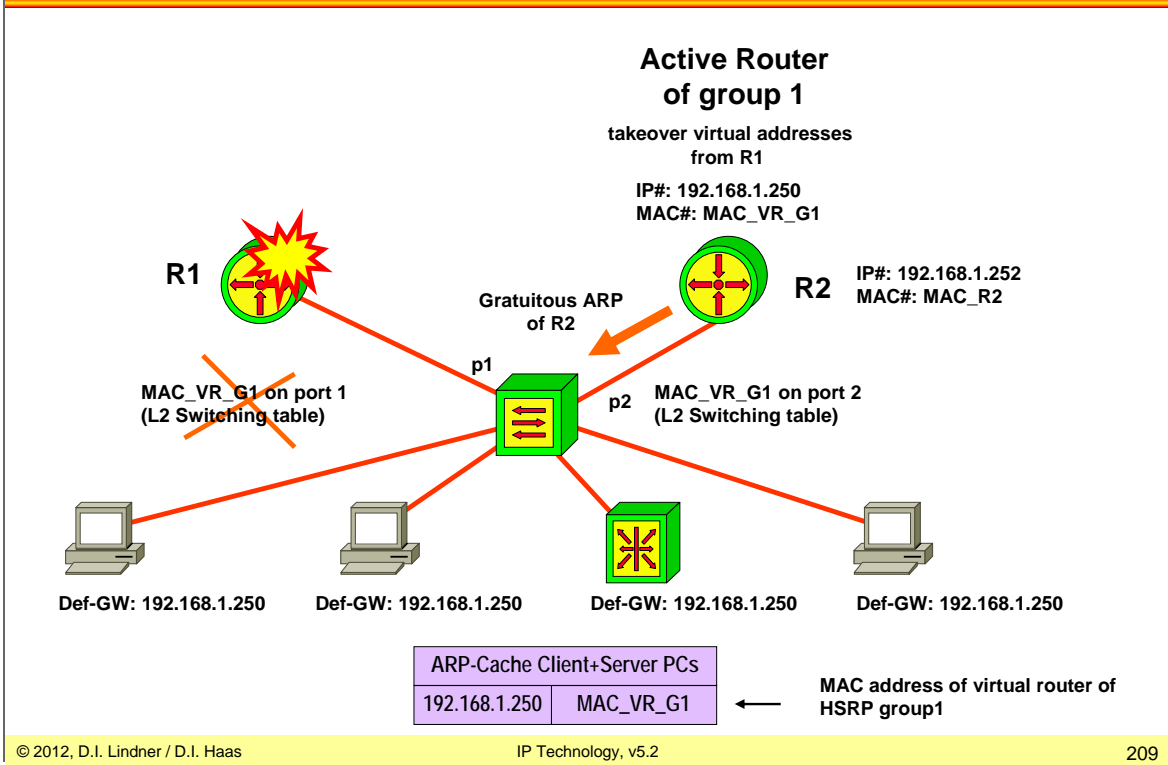 Active Router
of group 1
takeover virtual addresses
from R1
IP#: 192.168.1.250
MAC#: MAC_VR_G1
R1
R2
IP#: 192.168.1.252
MAC#: MAC_R2
Gratuitous ARP
of R2
p1
MAC_VR_G1 on port 1
(L2 Switching table)
p2
MAC_VR_G1 on port 2
(L2 Switching table)
Def-GW: 192.168.1.250
Def-GW: 192.168.1.250
Def-GW: 192.168.1.250
Def-GW: 192.168.1.250
ARP-Cache Client+Server PCs
192.168.1.250 MAC_VR_G1
MAC address of virtual router of
HSRP group1
© 2012, D.I. Lindner / D.I. Haas
IP Technology, v5.2
209